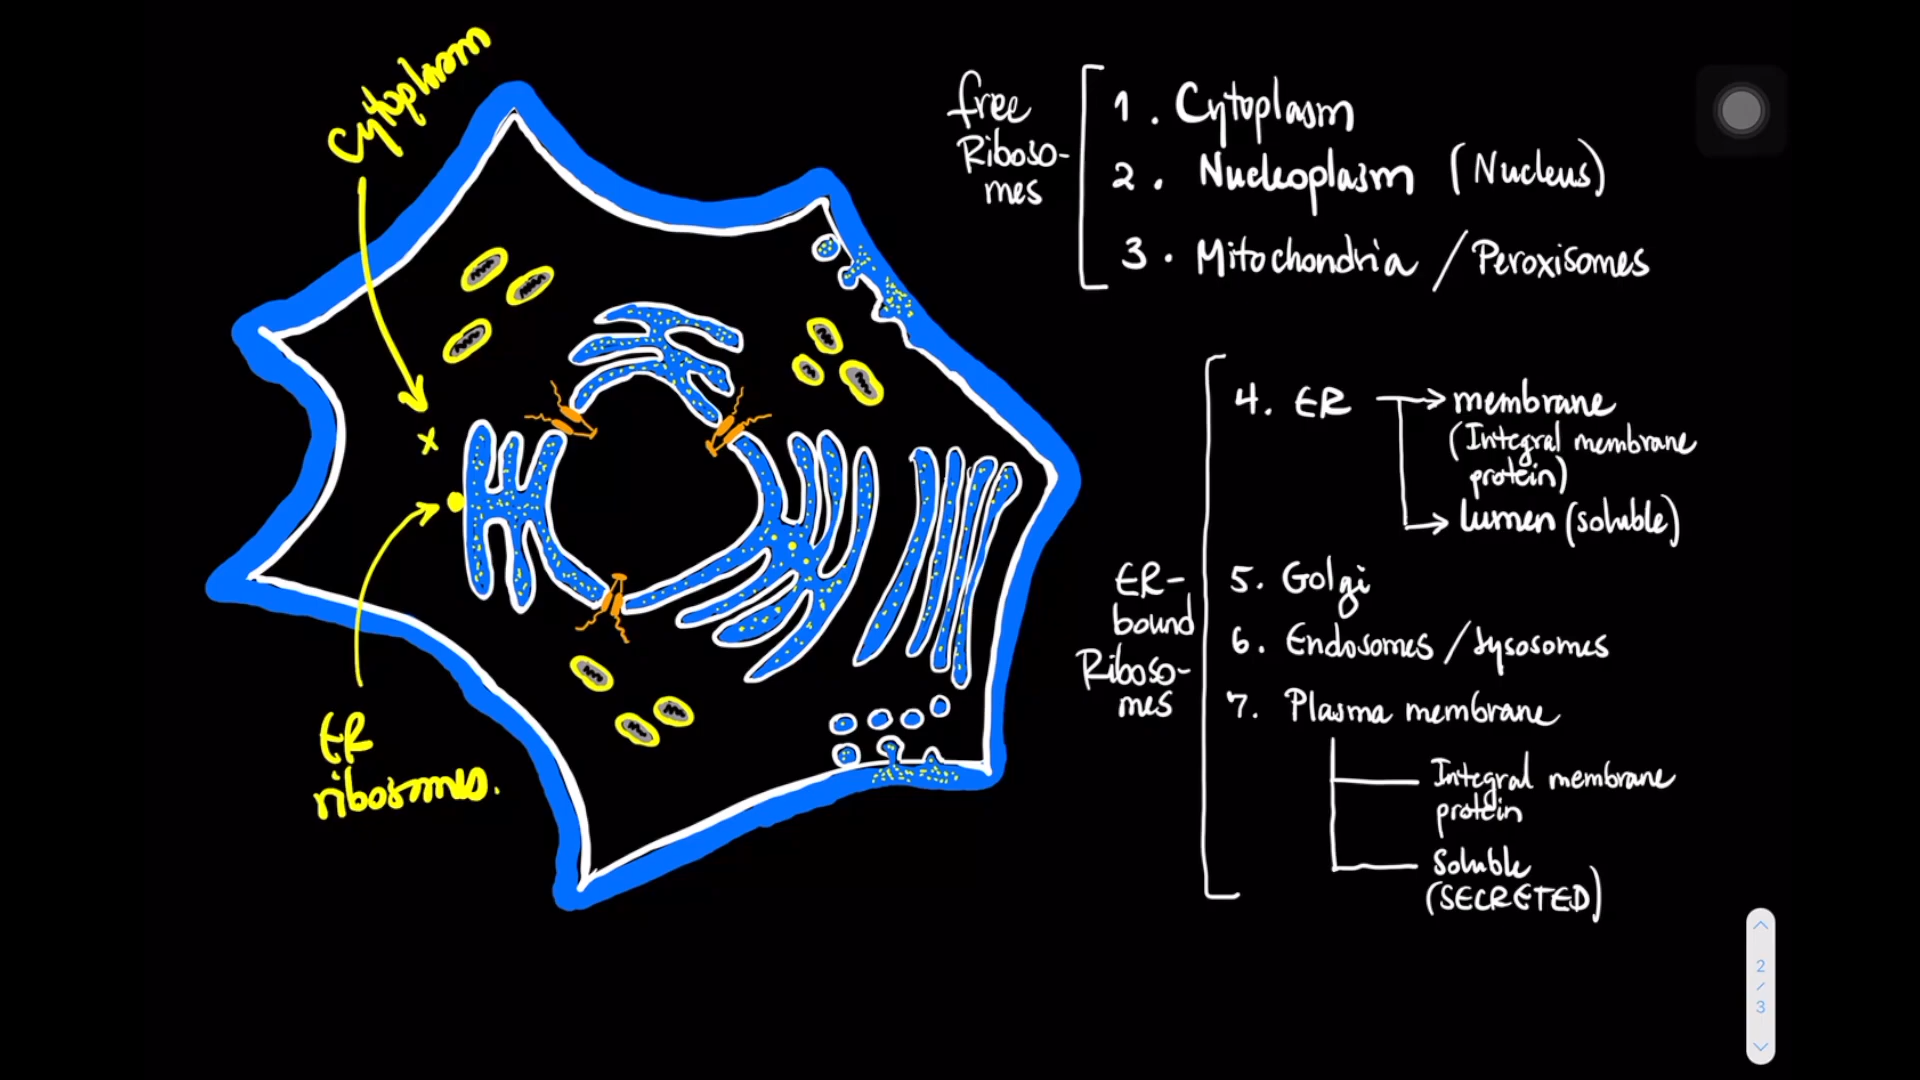 Cytoplasm
ER
ribosomes.
free
Riboso-
mes
1. Cytoplasm
2. Nucleoplasm (Nucleus)
3. Mitochondria / Peroxisomes
ER-
bound
Riboso-
mes
4. ER → membrane
(Integral membrane
protein)
→ lumen (soluble)
5. Golgi
6. Endosomes / Lysosomes
7. Plasma membrane
Integral membrane
protein
Soluble
(SECRETED)
2
/
3